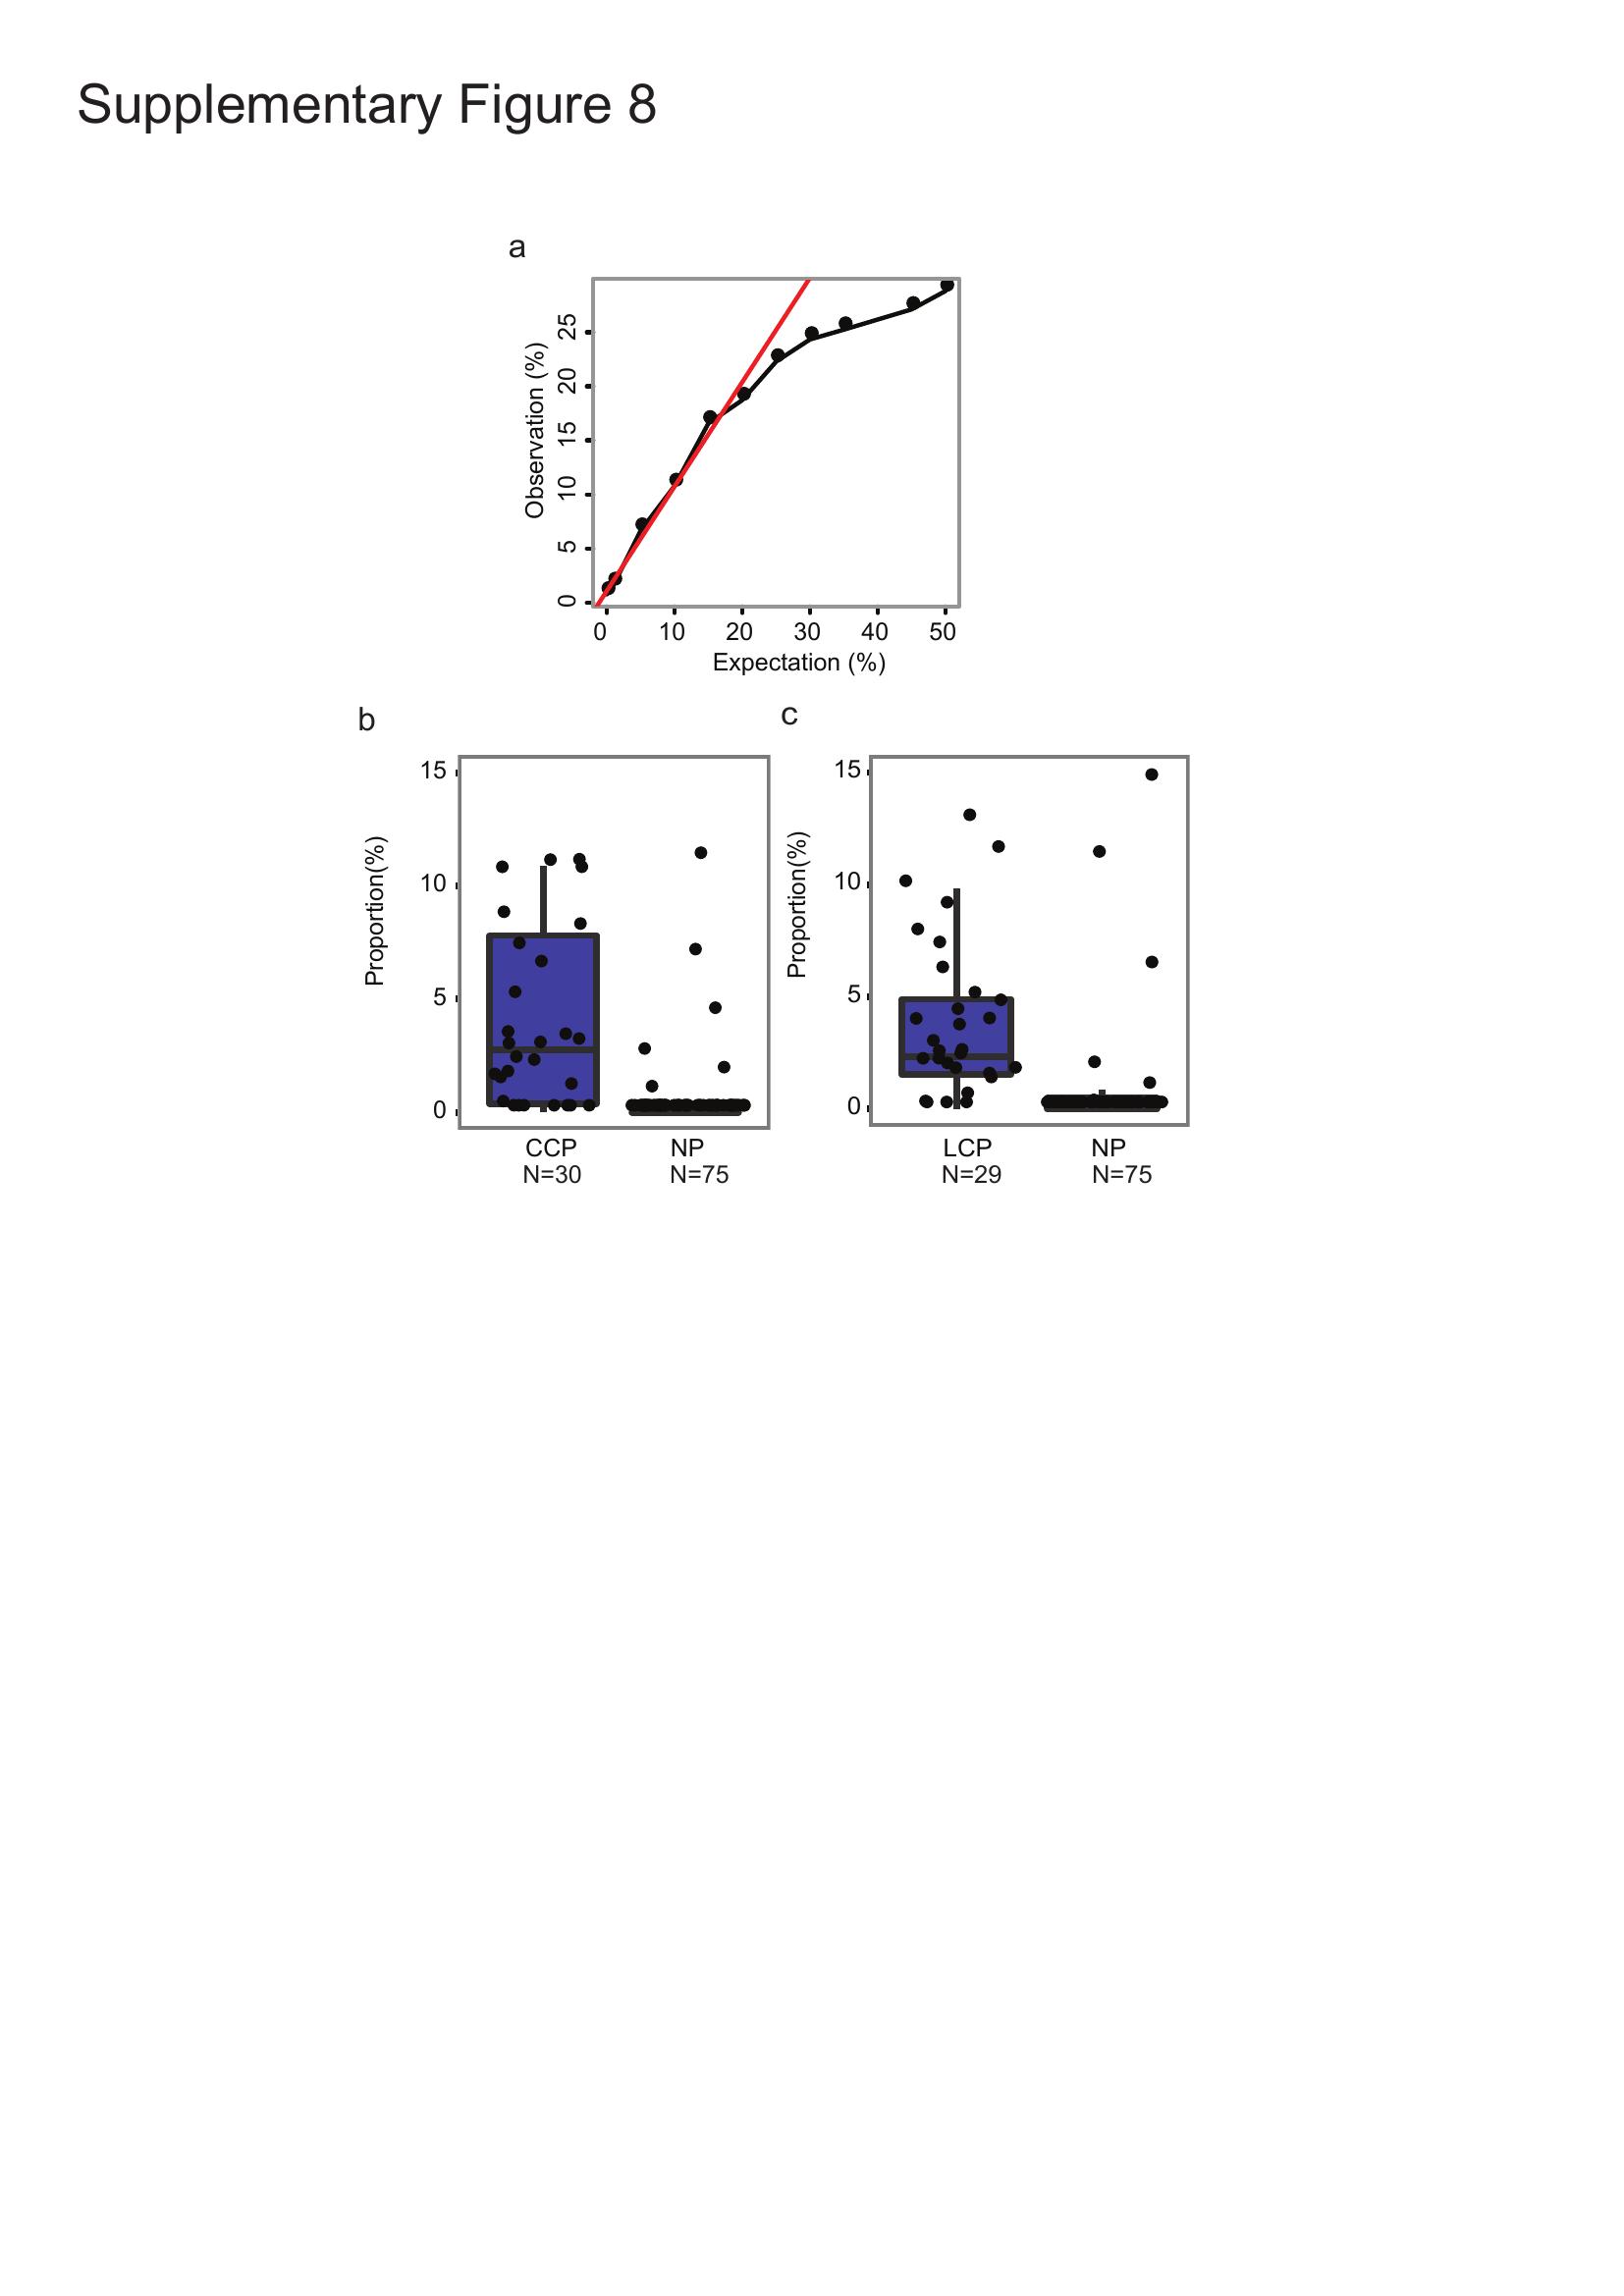 Supplementary Figure 8
a
Observation (%)
25
20
15
10
5
0
0 10 20 30 40 50
Expectation (%)
b
Proportion(%)
15
10
5
0
CCP NP
N=30 N=75
c
Proportion(%)
15
10
5
0
LCP NP
N=29 N=75